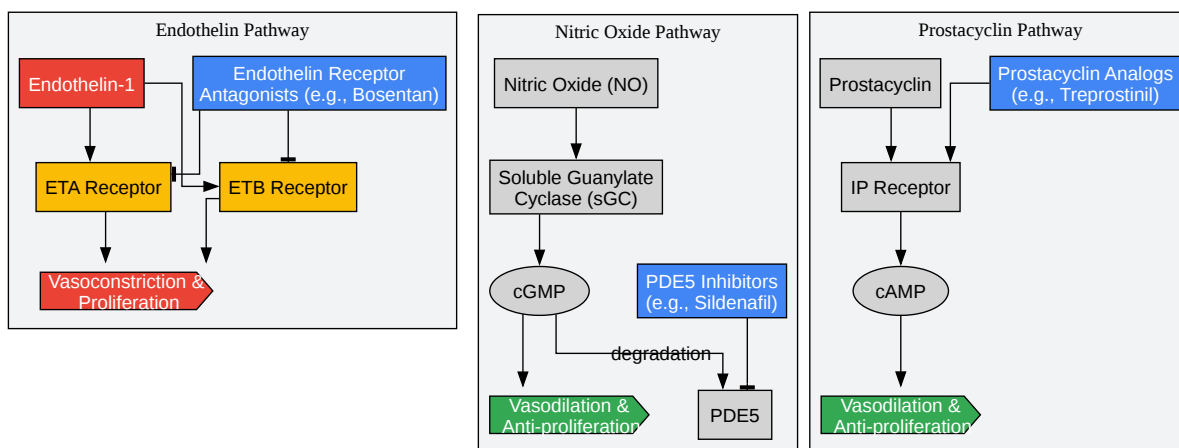 Endothelin Pathway
Endothelin-1
Endothelin Receptor
Antagonists (e.g., Bosentan)
ETA Receptor
ETB Receptor
Vasoconstriction &
Proliferation
Nitric Oxide Pathway
Nitric Oxide (NO)
Soluble Guanylate
Cyclase (sGC)
cGMP
PDE5 Inhibitors
(e.g., Sildenafil)
degradation
Vasodilation &
Anti-proliferation
PDE5
Prostacyclin Pathway
Prostacyclin
Prostacyclin Analogs
(e.g., Treprostinil)
IP Receptor
cAMP
Vasodilation &
Anti-proliferation